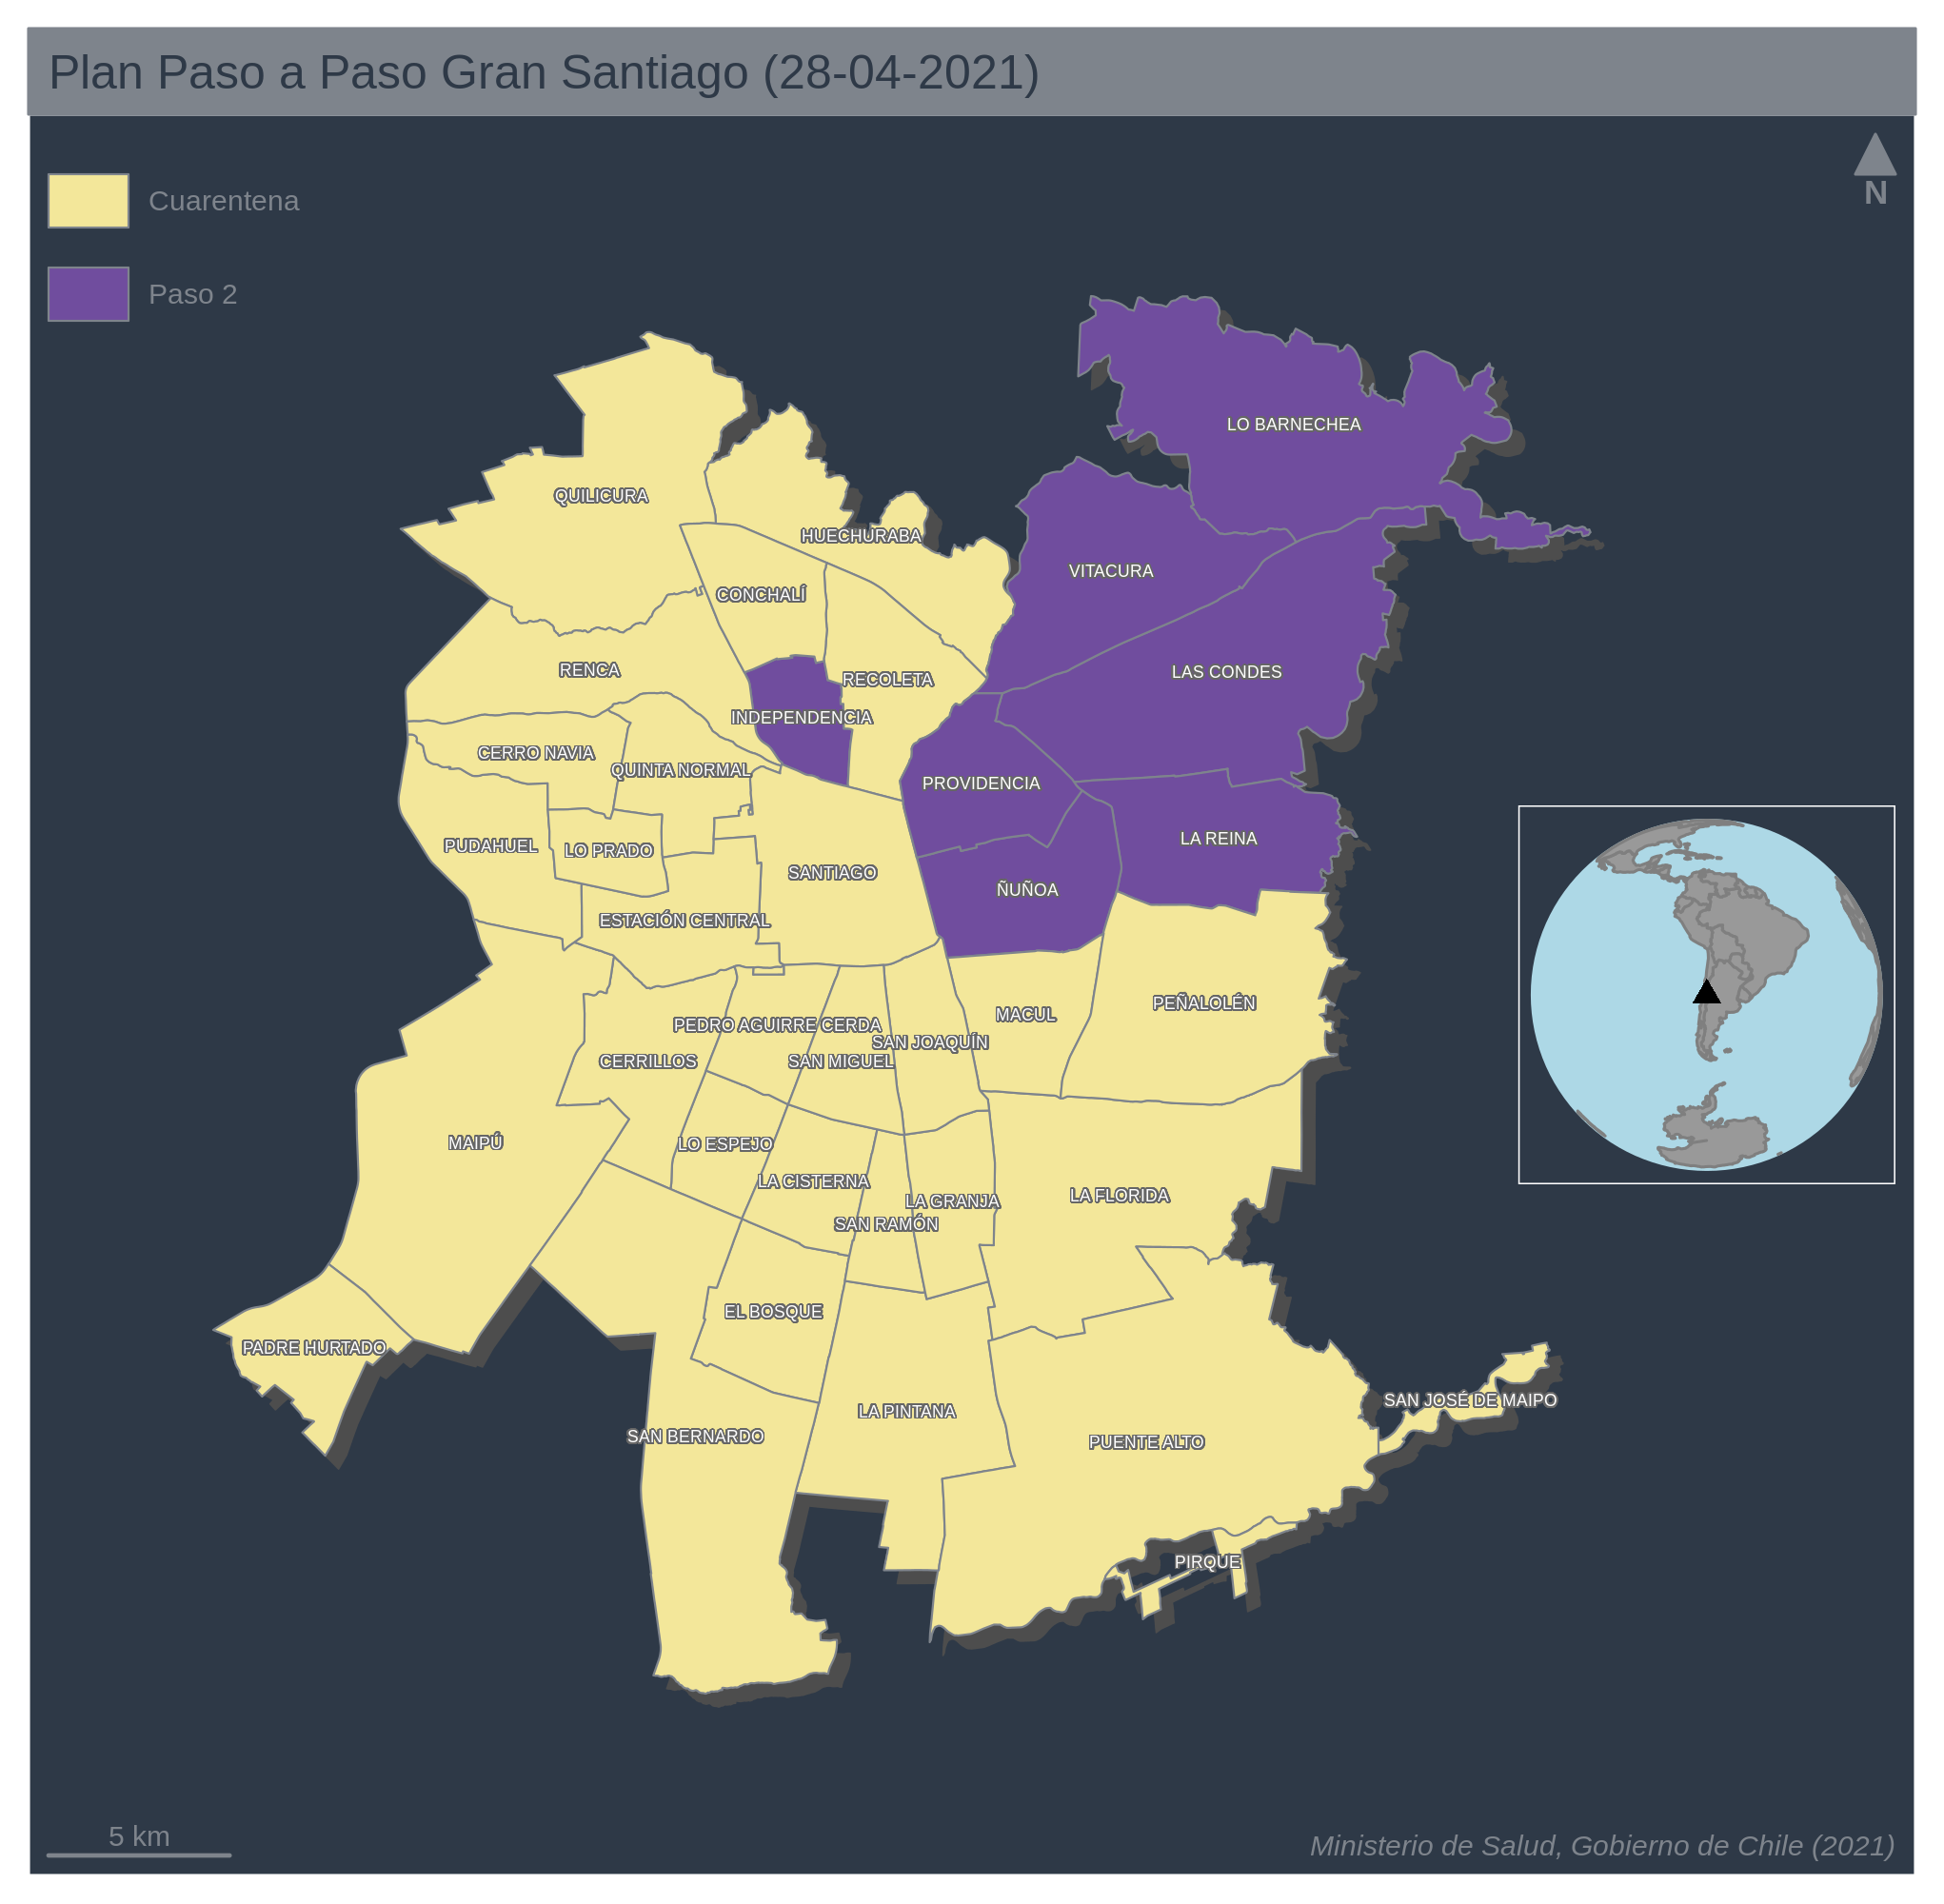 Plan Paso a Paso Gran Santiago (28-04-2021)
N
Cuarentena
Paso 2
LO BARNECHEA
QUILICURA
HUECHURABA
VITACURA
CONCHALÍ
RENCA
LAS CONDES
RECOLETA
INDEPENDENCIA
CERRO NAVIA
QUINTA NORMAL
PROVIDENCIA
LA REINA
PUDAHUEL
LO PRADO
SANTIAGO
ÑUÑOA
ESTACIÓN CENTRAL
PEÑALOLÉN
MACUL
PEDRO AGUIRRE CERDA
SAN JOAQUÍN
CERRILLOS
SAN MIGUEL
MAIPÚ
LO ESPEJO
LA CISTERNA
LA FLORIDA
LA GRANJA
SAN RAMÓN
EL BOSQUE
PADRE HURTADO
SAN JOSÉ DE MAIPO
LA PINTANA
SAN BERNARDO
PUENTE ALTO
PIRQUE
5 km
Ministerio de Salud, Gobierno de Chile (2021)